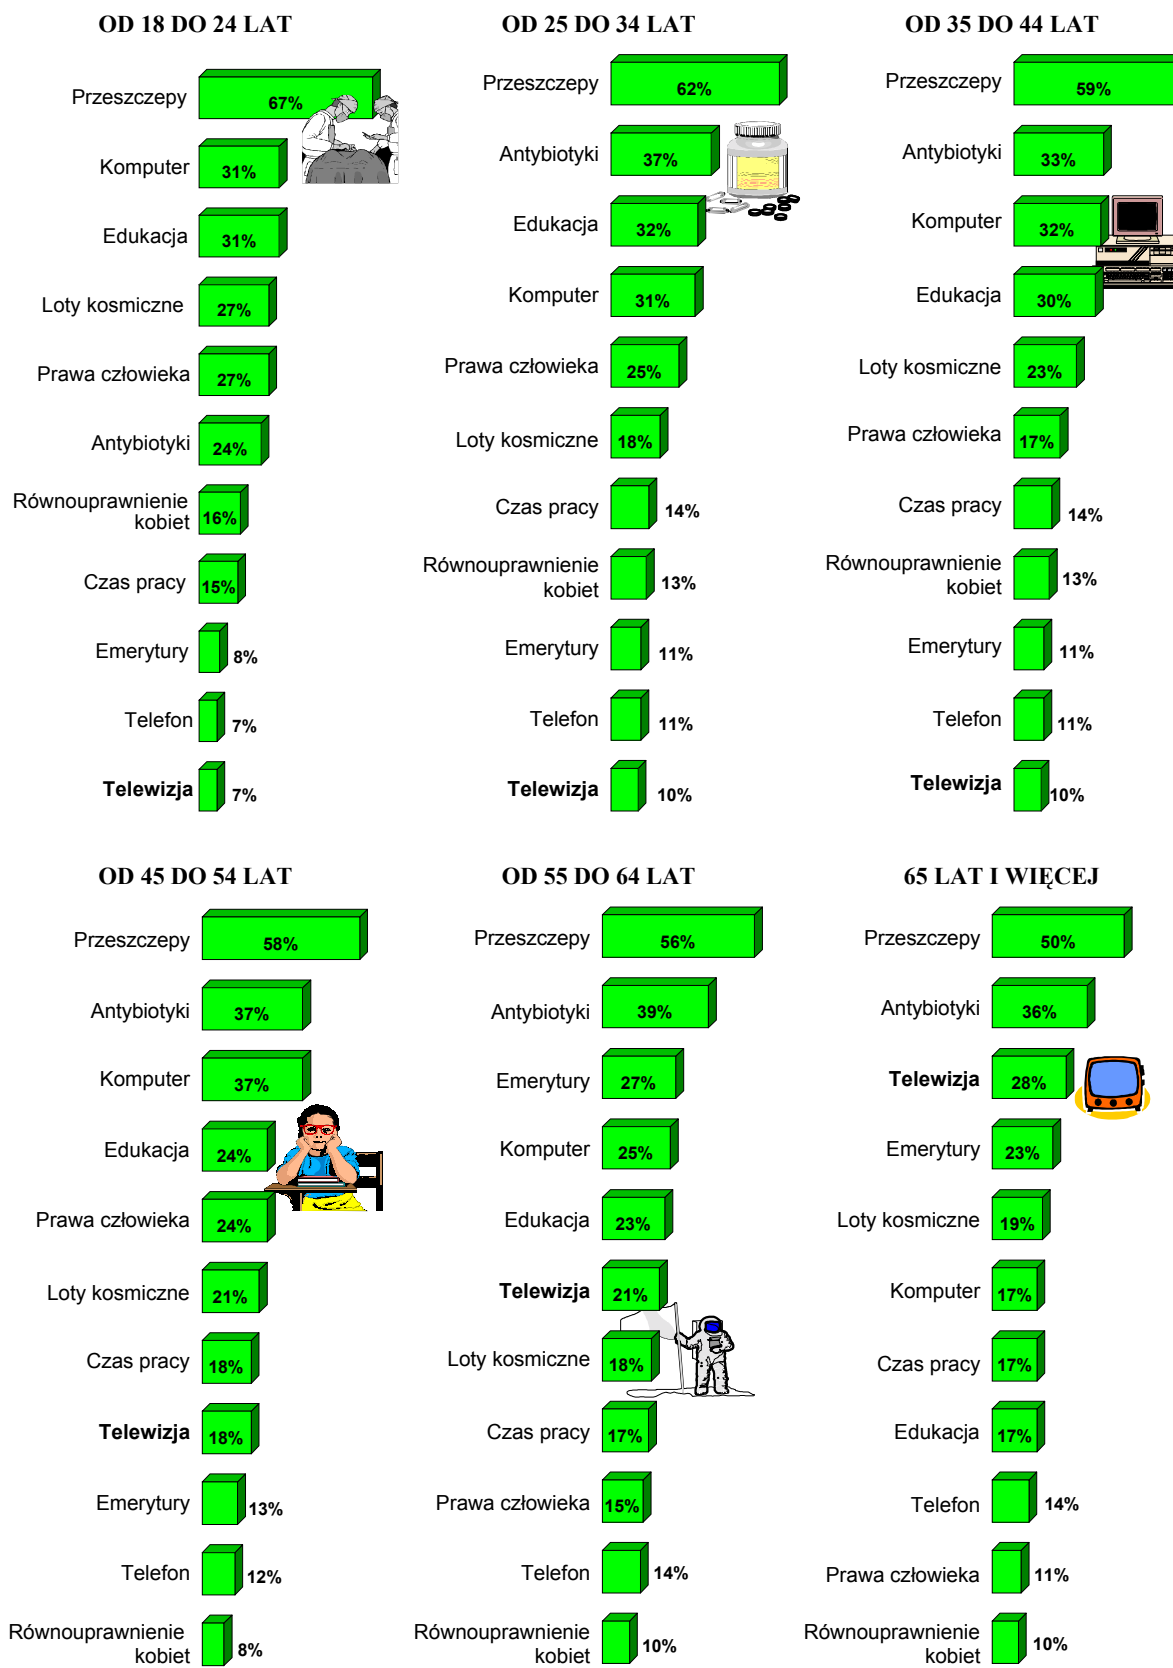 OD 18 DO 24 LAT
Przeszczepy 67%
Komputer 31%
Edukacja 31%
Loty kosmiczne 27%
Prawa człowieka 27%
Antybiotyki 24%
Równouprawnienie
kobiet 16%
Czas pracy 15%
Emerytury 8%
Telefon 7%
Telewizja 7%
OD 25 DO 34 LAT
Przeszczepy 62%
Antybiotyki 37%
Edukacja 32%
Komputer 31%
Prawa człowieka 25%
Loty kosmiczne 18%
Czas pracy 14%
Równouprawnienie
kobiet 13%
Emerytury 11%
Telefon 11%
Telewizja 10%
OD 35 DO 44 LAT
Przeszczepy 59%
Antybiotyki 33%
Komputer 32%
Edukacja 30%
Loty kosmiczne 23%
Prawa człowieka 17%
Czas pracy 14%
Równouprawnienie
kobiet 13%
Emerytury 11%
Telefon 11%
Telewizja 10%
OD 45 DO 54 LAT
Przeszczepy 58%
Antybiotyki 37%
Komputer 37%
Edukacja 24%
Prawa człowieka 24%
Loty kosmiczne 21%
Czas pracy 18%
Telewizja 18%
Emerytury 13%
Telefon 12%
Równouprawnienie
kobiet 8%
OD 55 DO 64 LAT
Przeszczepy 56%
Antybiotyki 39%
Emerytury 27%
Komputer 25%
Edukacja 23%
Telewizja 21%
Loty kosmiczne 18%
Czas pracy 17%
Prawa człowieka 15%
Telefon 14%
Równouprawnienie
kobiet 10%
65 LAT I WIĘCEJ
Przeszczepy 50%
Antybiotyki 36%
Telewizja 28%
Emerytury 23%
Loty kosmiczne 19%
Komputer 17%
Czas pracy 17%
Edukacja 17%
Telefon 14%
Prawa człowieka 11%
Równouprawnienie
kobiet 10%